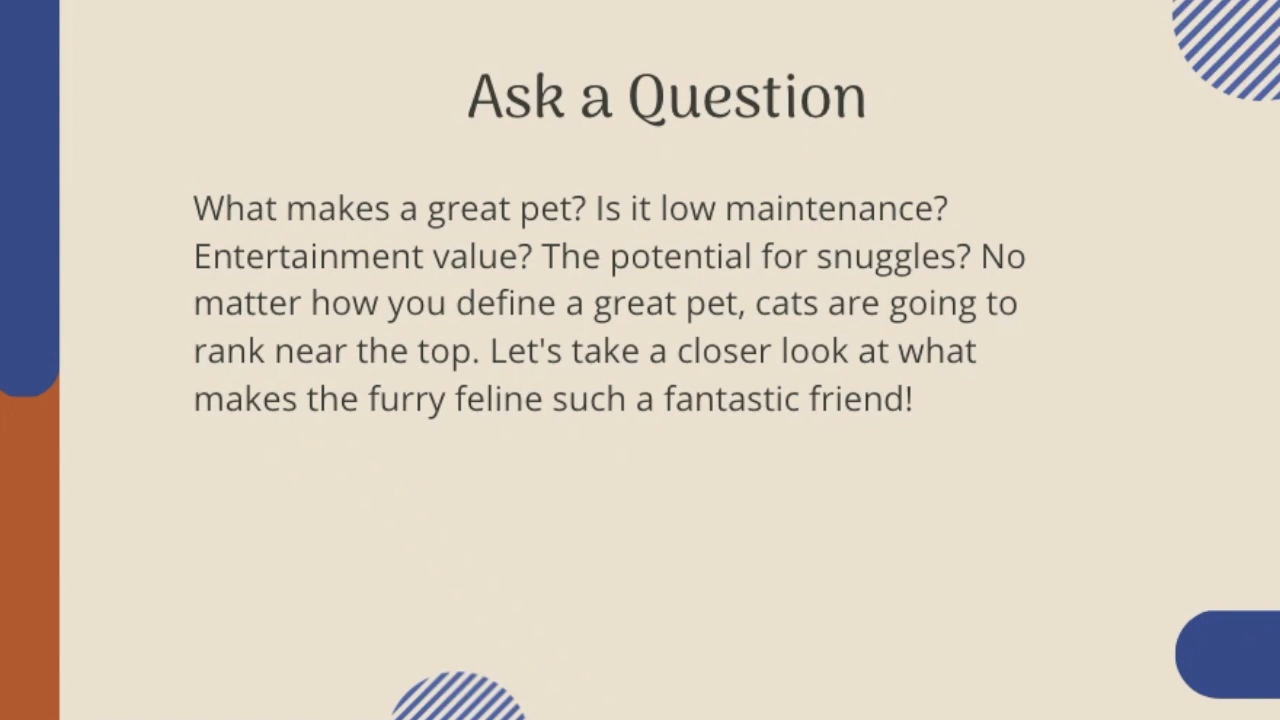 Ask a Question
What makes a great pet? Is it low maintenance?
Entertainment value? The potential for snuggles? No
matter how you define a great pet, cats are going to
rank near the top. Let's take a closer look at what
makes the furry feline such a fantastic friend!